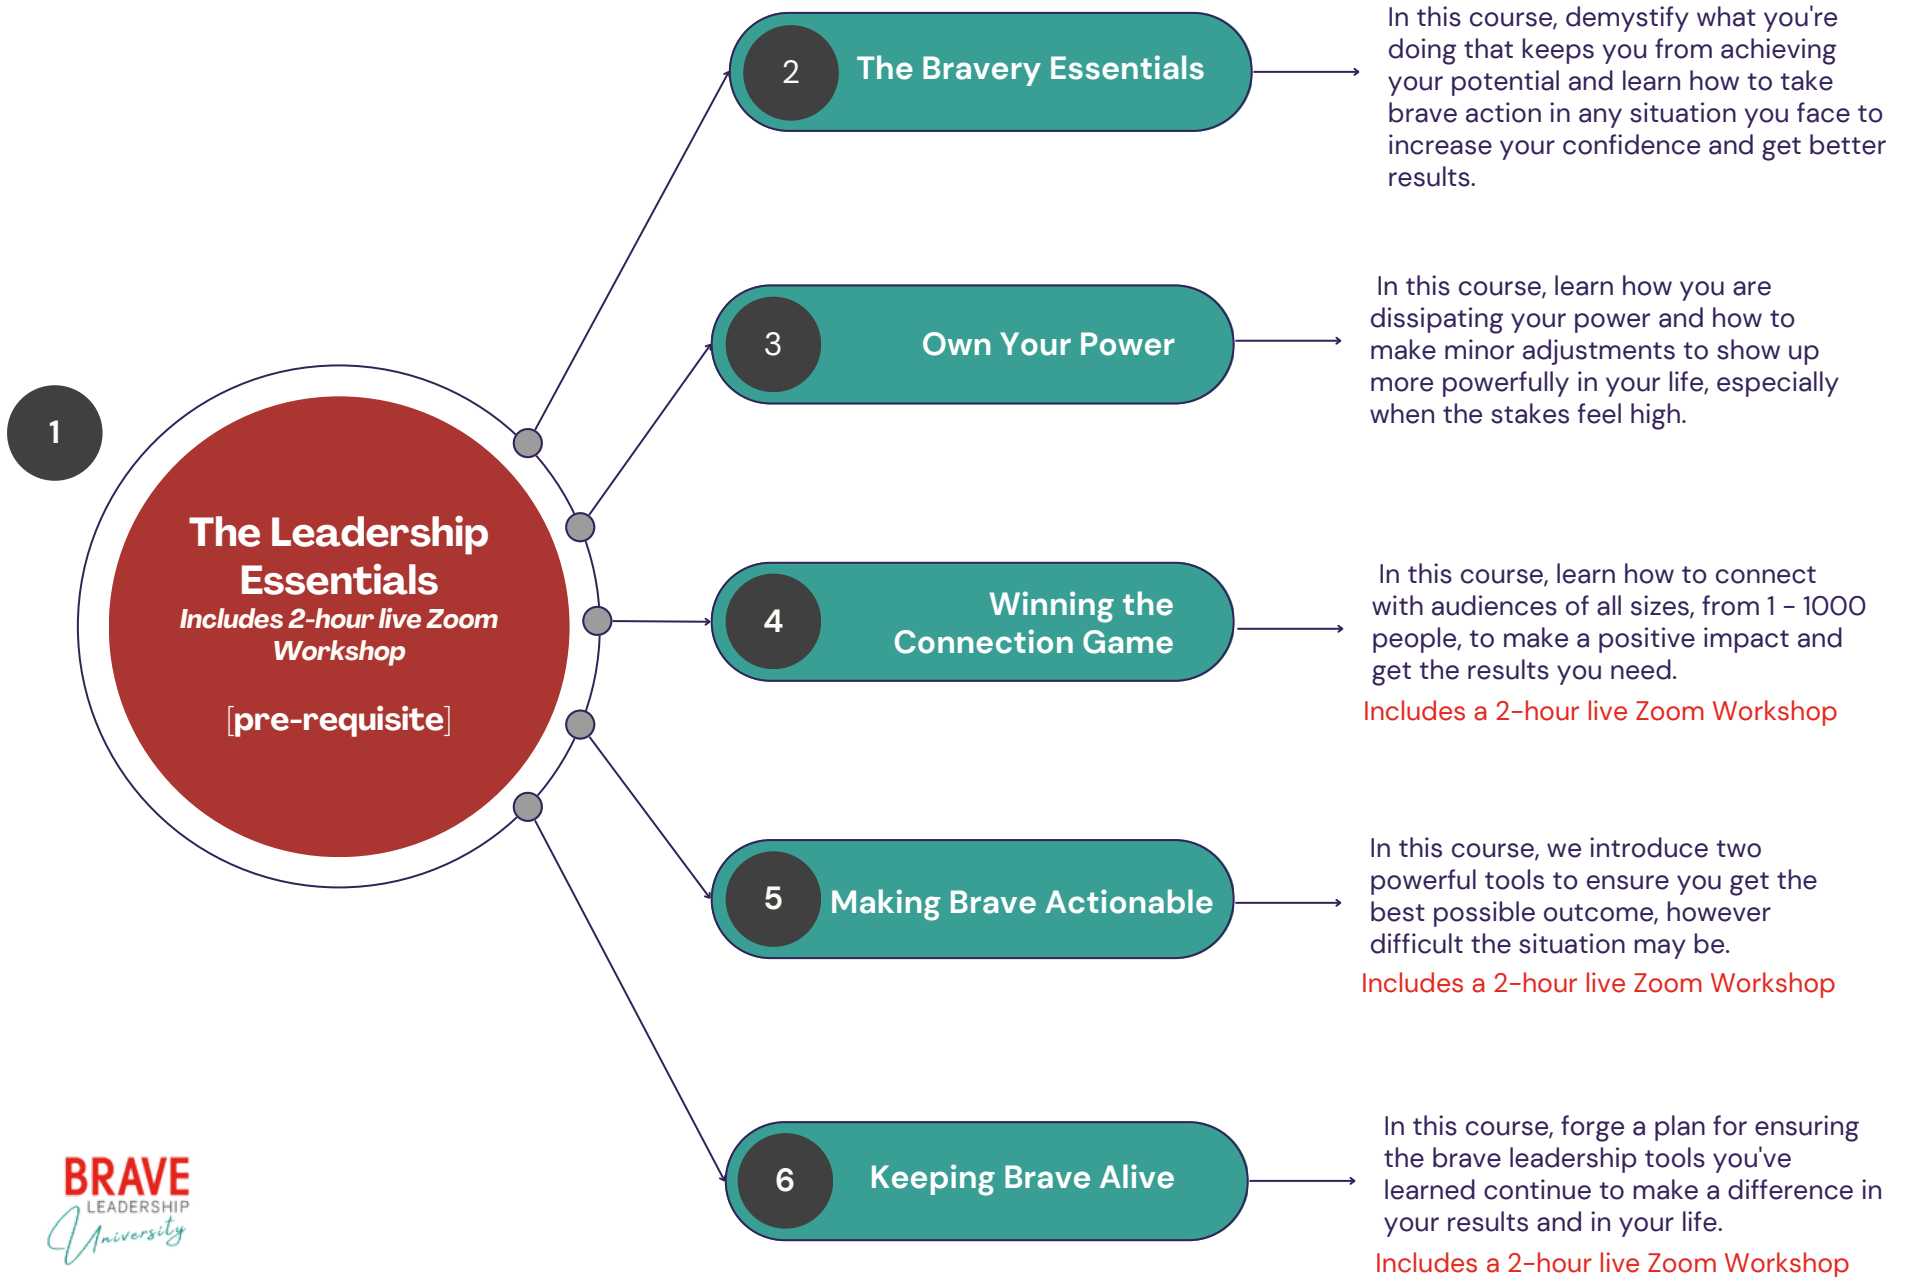 1
The Leadership
Essentials
Includes 2-hour live Zoom
Workshop
[pre-requisite]
2
The Bravery Essentials
In this course, demystify what you're
doing that keeps you from achieving
your potential and learn how to take
brave action in any situation you face to
increase your confidence and get better
results.
3
Own Your Power
In this course, learn how you are
dissipating your power and how to
make minor adjustments to show up
more powerfully in your life, especially
when the stakes feel high.
4
Winning the
Connection Game
In this course, learn how to connect
with audiences of all sizes, from 1 - 1000
people, to make a positive impact and
get the results you need.
Includes a 2-hour live Zoom Workshop
5
Making Brave Actionable
In this course, we introduce two
powerful tools to ensure you get the
best possible outcome, however
difficult the situation may be.
Includes a 2-hour live Zoom Workshop
6
Keeping Brave Alive
In this course, forge a plan for ensuring
the brave leadership tools you've
learned continue to make a difference in
your results and in your life.
Includes a 2-hour live Zoom Workshop
BRAVE
LEADERSHIP
University